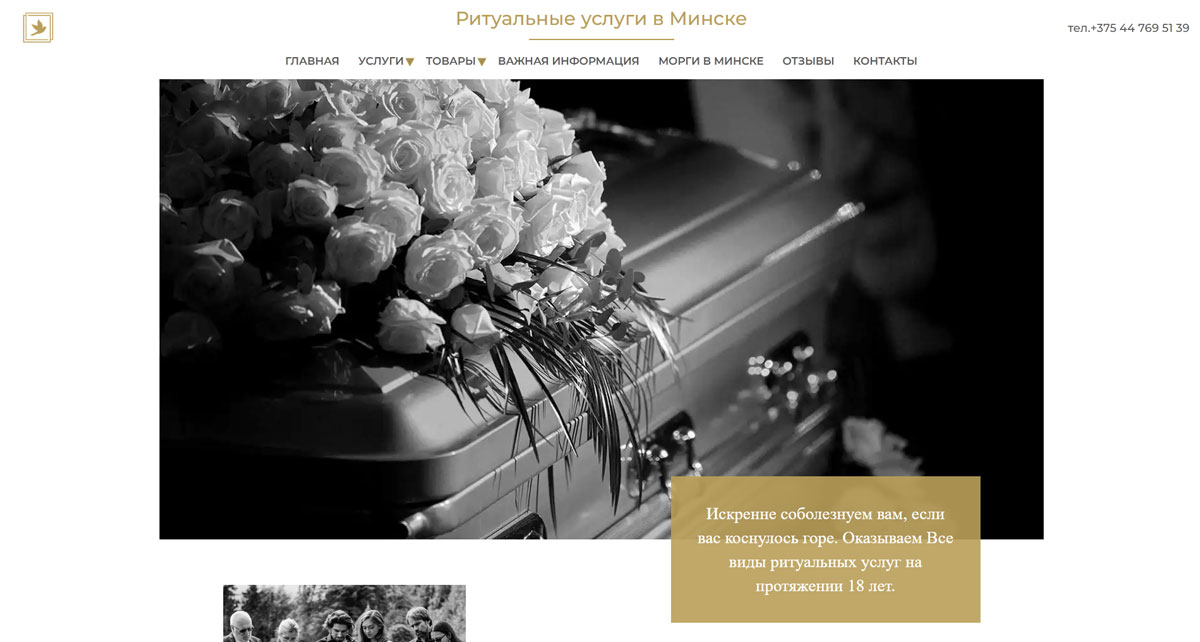 Ритуальные услуги в Минске
тел.+375 44 769 51 39
ГЛАВНАЯ УСЛУГИ ТОВАРЫ ВАЖНАЯ ИНФОРМАЦИЯ МОРГИ В МИНСКЕ ОТЗЫВЫ КОНТАКТЫ
Искренне соболезнуем вам, если
вас коснулось горе. Оказываем Все
виды ритуальных услуг на
протяжении 18 лет.